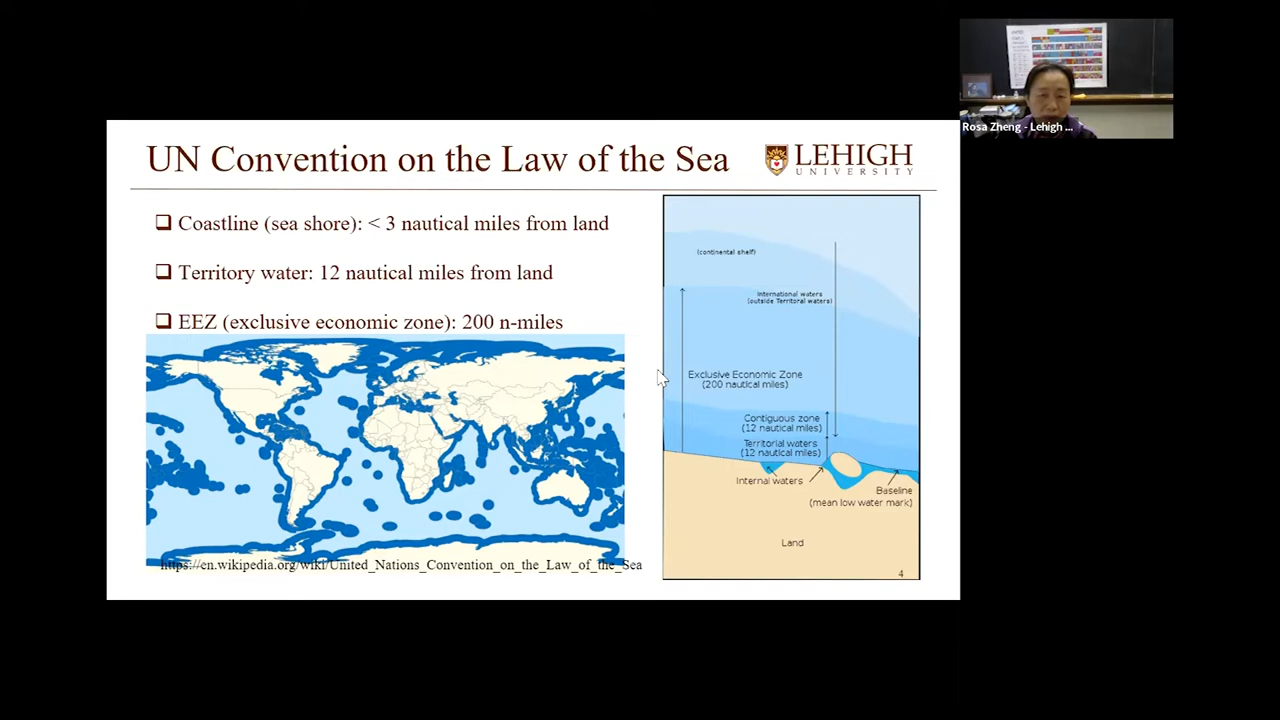 UN Convention on the Law of the Sea
LEHIGH
UNIVERSITY
Coastline (sea shore): < 3 nautical miles from land
Territory water: 12 nautical miles from land
EEZ (exclusive economic zone): 200 n-miles
https://en.wikipedia.org/wiki/United_Nations_Convention_on_the_Law_of_the_Sea
(continental shelf)
International waters
(outside Territoral waters)
Exclusive Economic Zone
(200 nautical miles)
Contiguous zone
(12 nautical miles)
Territorial waters
(12 nautical miles)
Internal waters
Baseline
(mean low water mark)
Land
4
Rosa Zheng - Lehigh ...